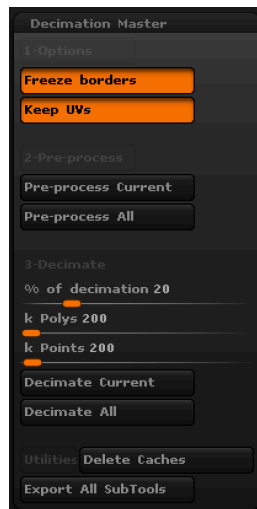 Decimation Master
1-Options
Freeze borders
Keep UVs
2-Pre-process
Pre-process Current
Pre-process All
3-Decimate
% of decimation 20
k Polys 200
k Points 200
Decimate Current
Decimate All
Utilities Delete Caches
Export All SubTools